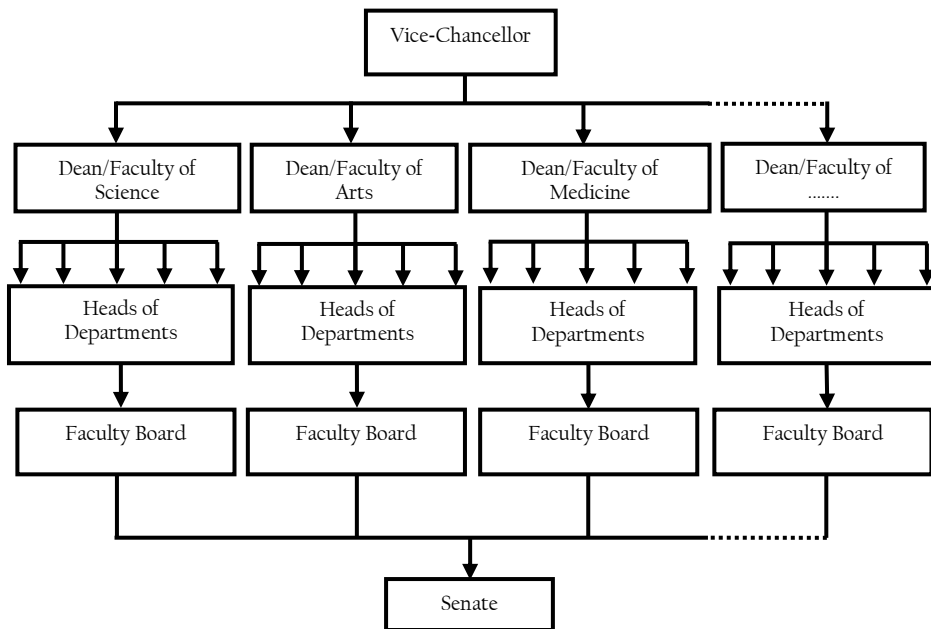 Vice-Chancellor
Dean/Faculty of
Science
Dean/Faculty of
Arts
Dean/Faculty of
Medicine
Dean/Faculty of
.......
Heads of
Departments
Heads of
Departments
Heads of
Departments
Heads of
Departments
Faculty Board
Faculty Board
Faculty Board
Faculty Board
Senate